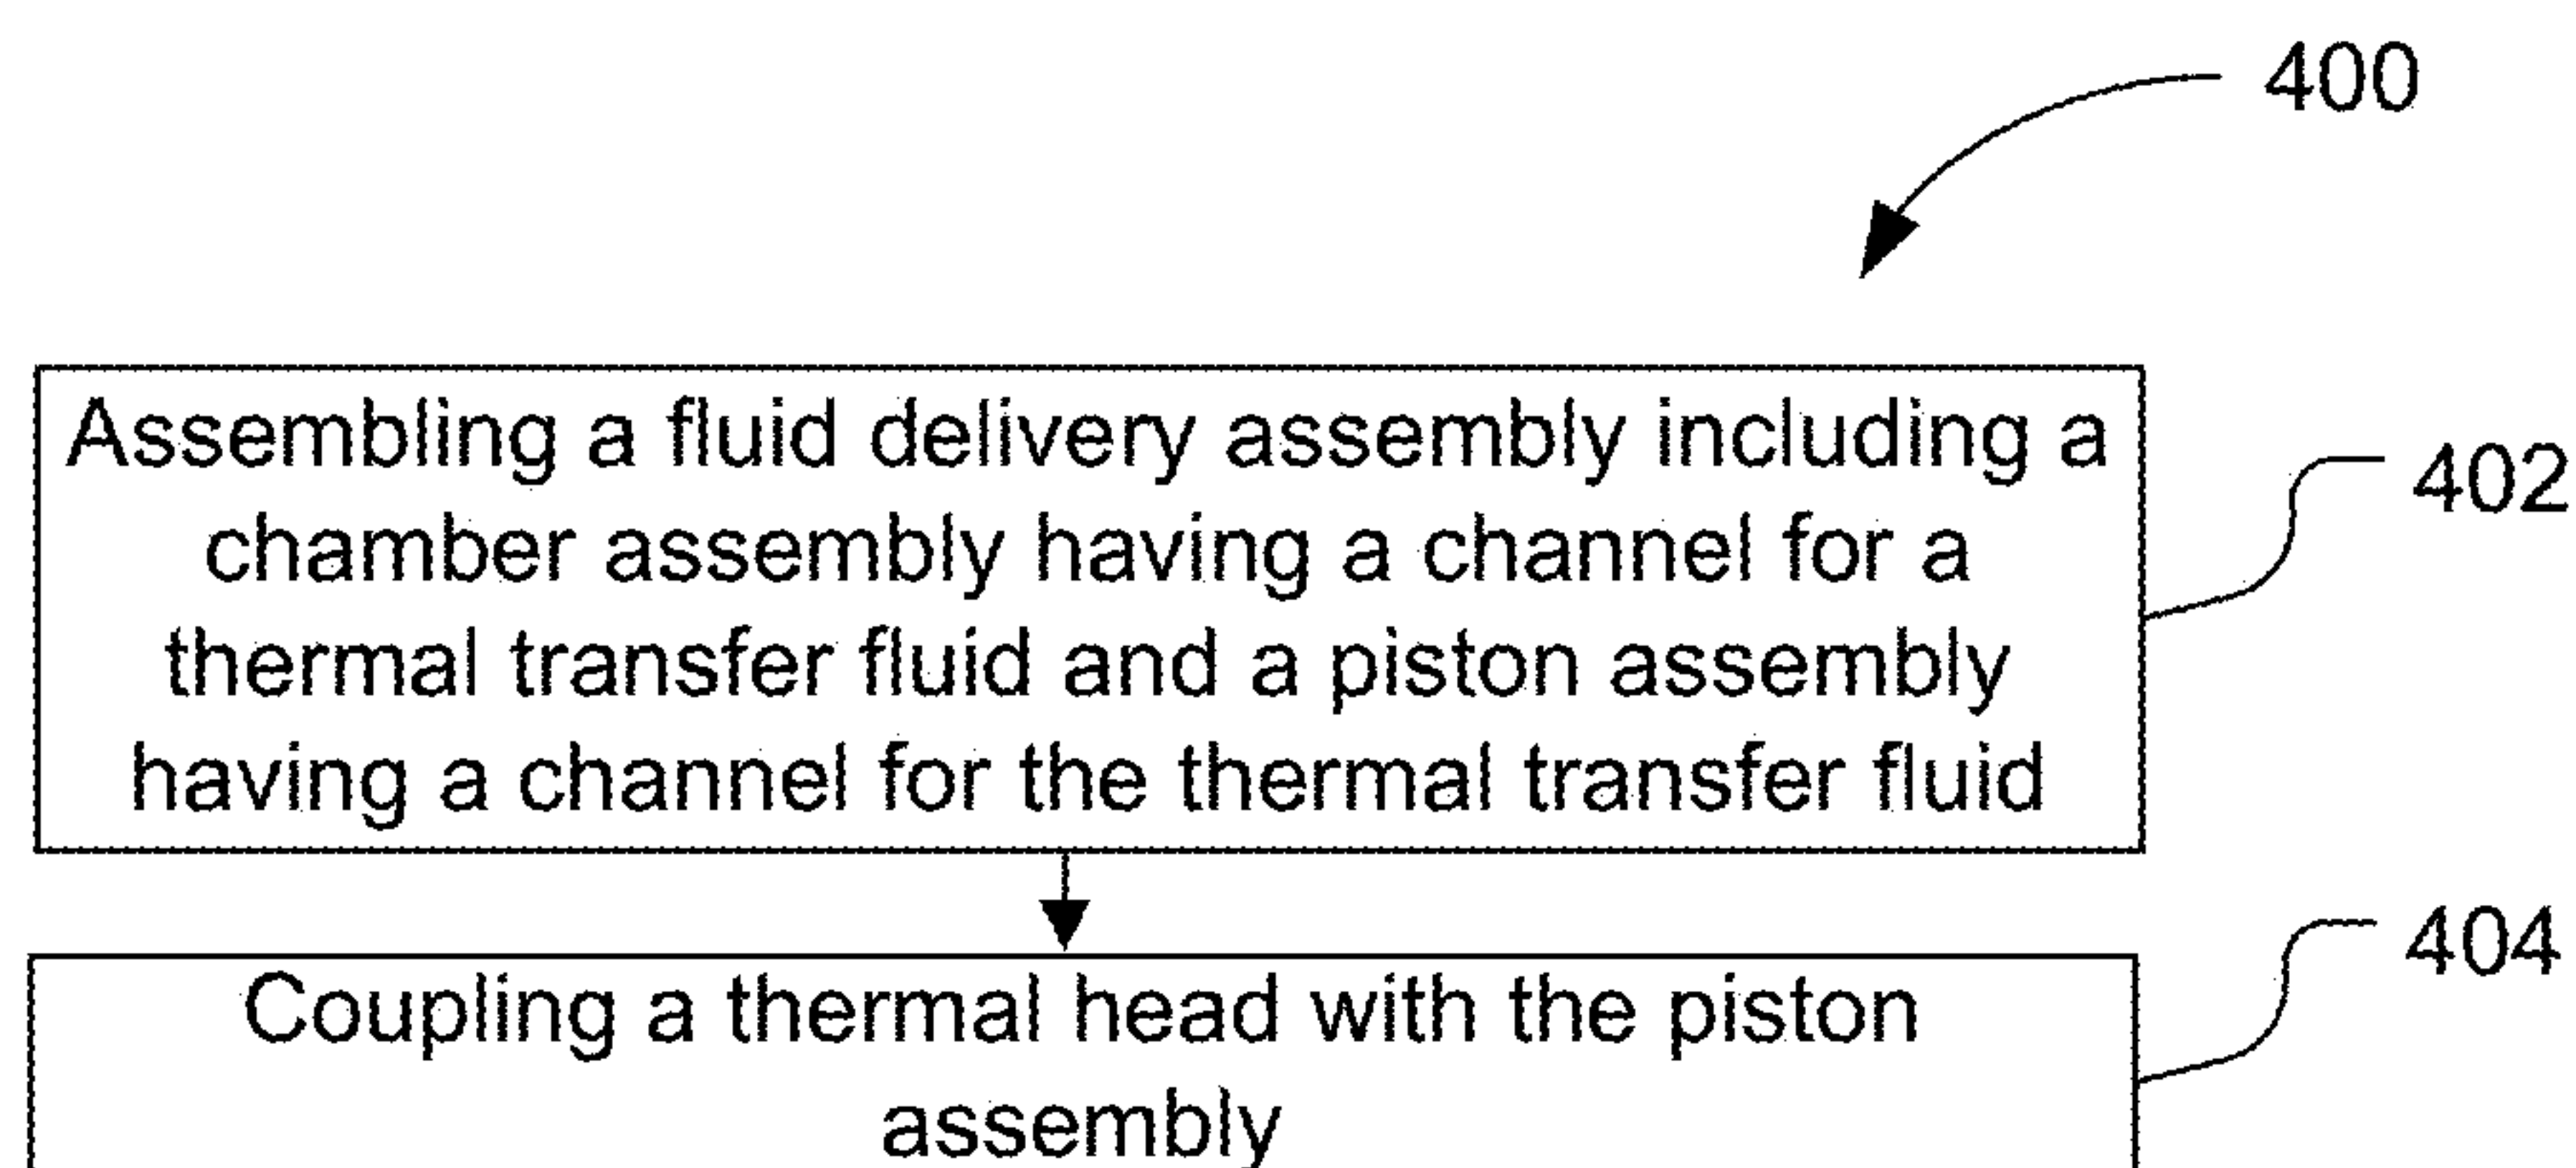 400
Assembling a fluid delivery assembly including a
chamber assembly having a channel for a
thermal transfer fluid and a piston assembly
having a channel for the thermal transfer fluid
402
Coupling a thermal head with the piston
assembly
404